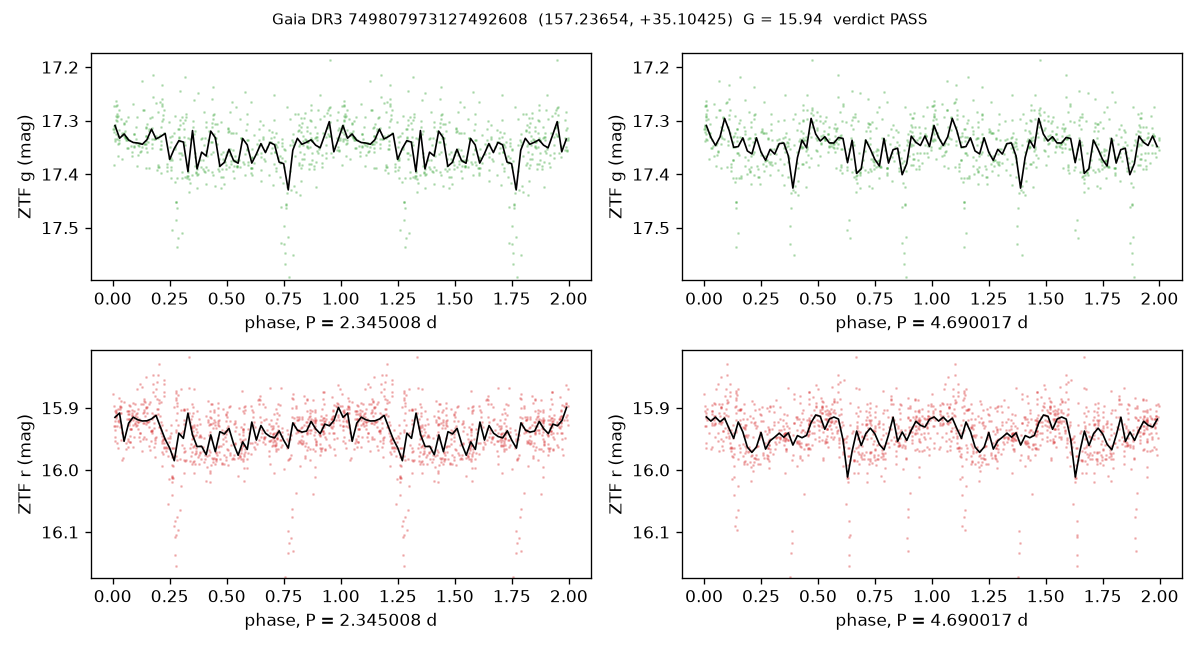 Gaia DR3 749807973127492608 (157.23654, +35.10425) G = 15.94 verdict PASS
ZTF g (mag)
17.2
17.3
17.4
17.5
0.00 0.25 0.50 0.75 1.00 1.25 1.50 1.75 2.00
phase, P = 2.345008 d
ZTF g (mag)
17.2
17.3
17.4
17.5
0.00 0.25 0.50 0.75 1.00 1.25 1.50 1.75 2.00
phase, P = 4.690017 d
ZTF r (mag)
15.9
16.0
16.1
0.00 0.25 0.50 0.75 1.00 1.25 1.50 1.75 2.00
phase, P = 2.345008 d
ZTF r (mag)
15.9
16.0
16.1
0.00 0.25 0.50 0.75 1.00 1.25 1.50 1.75 2.00
phase, P = 4.690017 d